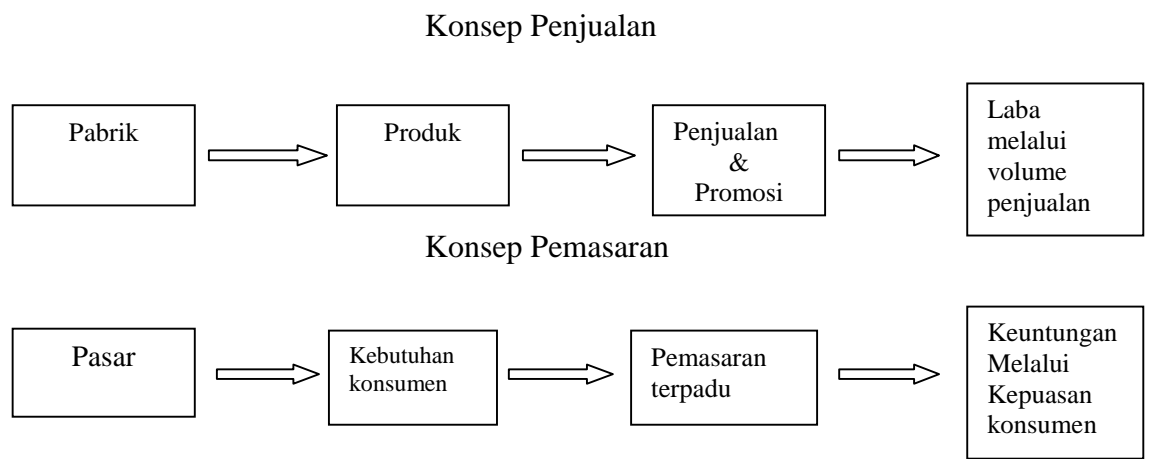 Konsep Penjualan
Pabrik
Produk
Penjualan
&
Promosi
Laba
melalui
volume
penjualan
Konsep Pemasaran
Pasar
Kebutuhan
konsumen
Pemasaran
terpadu
Keuntungan
Melalui
Kepuasan
konsumen